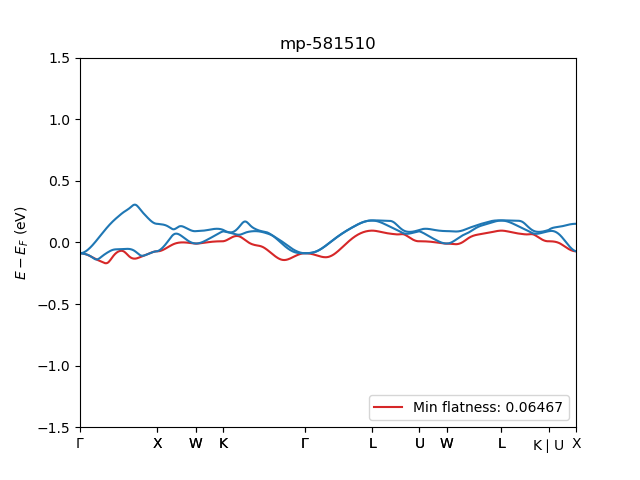 mp-581510
1.5
1.0
0.5
0.0
−0.5
−1.0
−1.5
E − E_F (eV)
Min flatness: 0.06467
Γ X W K Γ L U W L K | U X